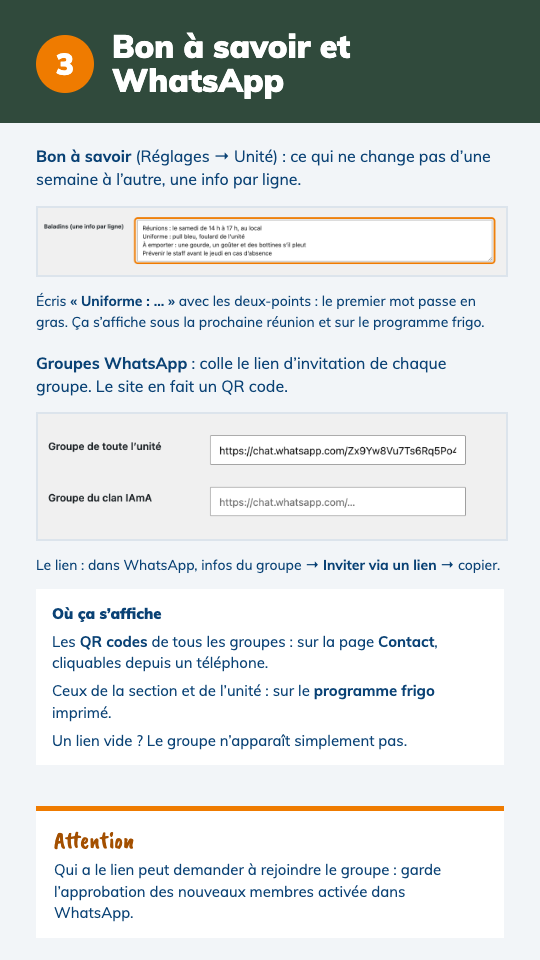 3
Bon à savoir et
WhatsApp
Bon à savoir (Réglages → Unité) : ce qui ne change pas d’une
semaine à l’autre, une info par ligne.
Baladins (une info par ligne)
Réunions : le samedi de 14 h à 17 h, au local
Uniforme : pull bleu, foulard de l'unité
À emporter : une gourde, un goûter et des bottines s'il pleut
Prévenir le staff avant le jeudi en cas d'absence
Écris « Uniforme : … » avec les deux-points : le premier mot passe en
gras. Ça s’affiche sous la prochaine réunion et sur le programme frigo.
Groupes WhatsApp : colle le lien d’invitation de chaque
groupe. Le site en fait un QR code.
Groupe de toute l’unité
https://chat.whatsapp.com/Zx9Yw8Vu7Ts6Rq5Po4
Groupe du clan IAmA
https://chat.whatsapp.com/...
Le lien : dans WhatsApp, infos du groupe → Inviter via un lien → copier.
Où ça s’affiche
Les QR codes de tous les groupes : sur la page Contact,
cliquables depuis un téléphone.
Ceux de la section et de l’unité : sur le programme frigo
imprimé.
Un lien vide ? Le groupe n’apparaît simplement pas.
Attention
Qui a le lien peut demander à rejoindre le groupe : garde
l’approbation des nouveaux membres activée dans
WhatsApp.